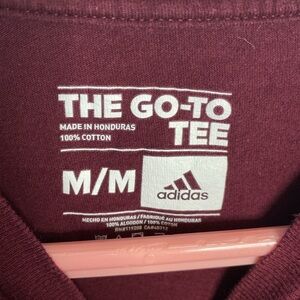 THE GO-TO
MADE IN HONDURAS
100% COTTON
TEE
M/M
adidas
HECHO EN HONDURAS / FABRIQUÉ AU HONDURAS
100% ALGODON / 100% COTON